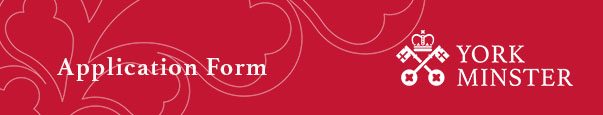 Application Form
YORK
MINSTER